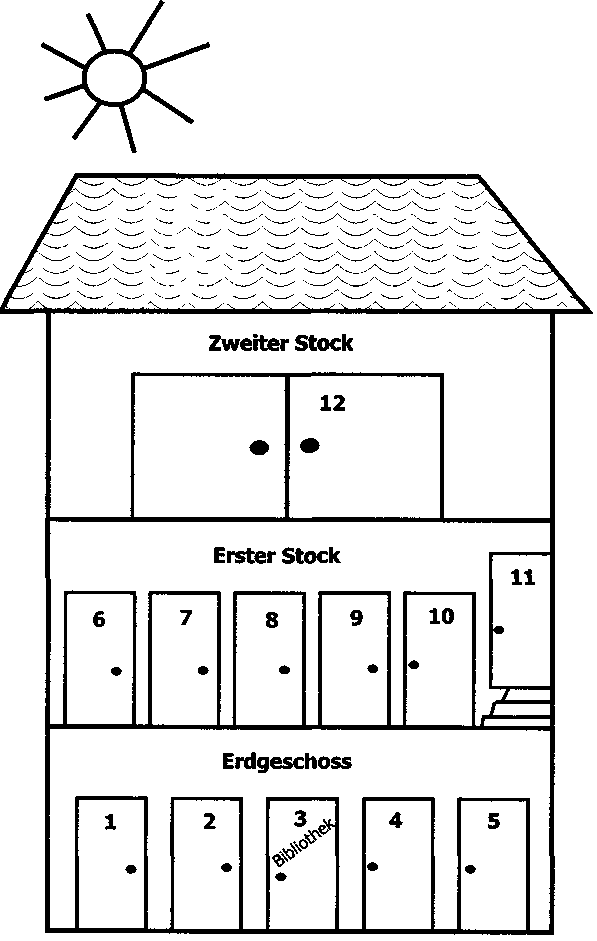 Zweiter Stock
12
Erster Stock
11
6 7 8 9 10
Erdgeschoss
1 2 3 4 5
Bibliothek